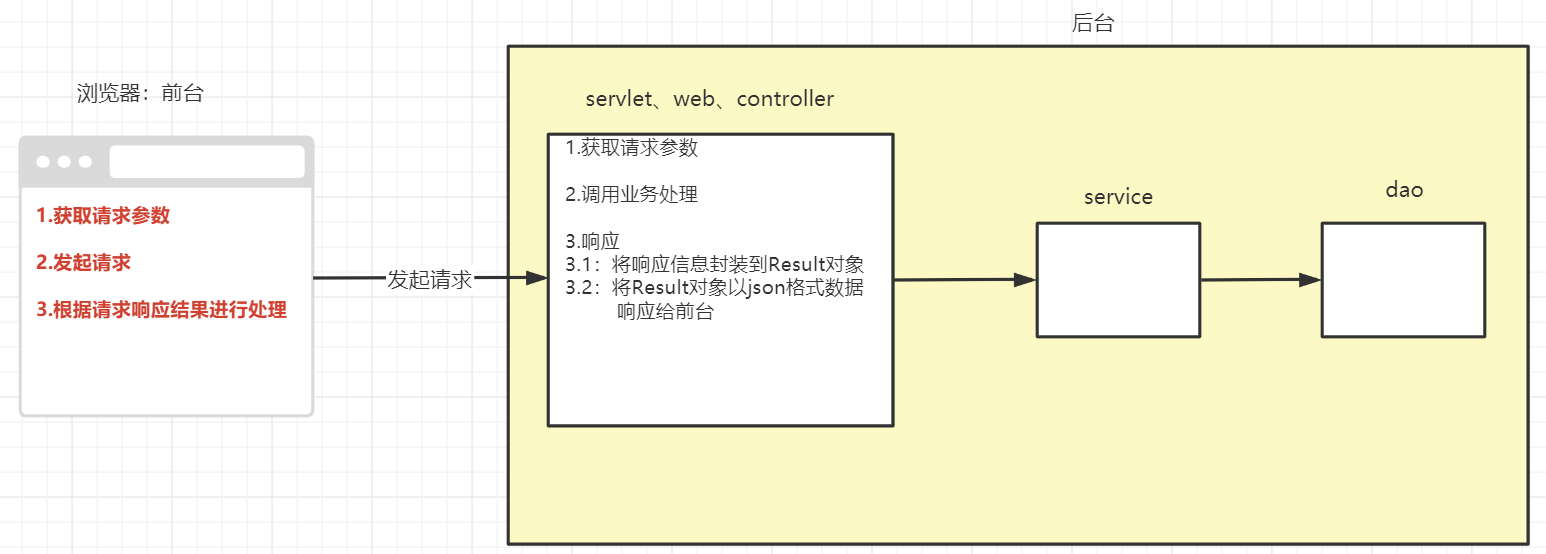 后台
浏览器：前台
servlet、web、controller
1.获取请求参数
2.发起请求
3.根据请求响应结果进行处理
发起请求
1.获取请求参数
2.调用业务处理
3.响应
3.1：将响应信息封装到Result对象
3.2：将Result对象以json格式数据
响应给前台
service
dao